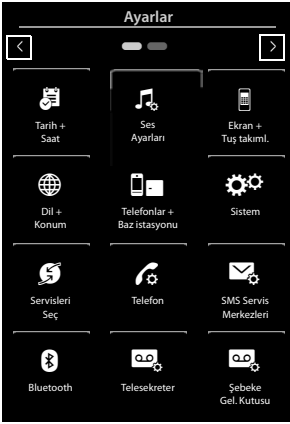 Ayarlar
Tarih +
Saat
Ses
Ayarları
Ekran +
Tuş takıml.
Dil +
Konum
Telefonlar +
Baz istasyonu
Sistem
Servisleri
Seç
Telefon
SMS Servis
Merkezleri
Bluetooth
Telesekreter
Şebeke
Gel. Kutusu